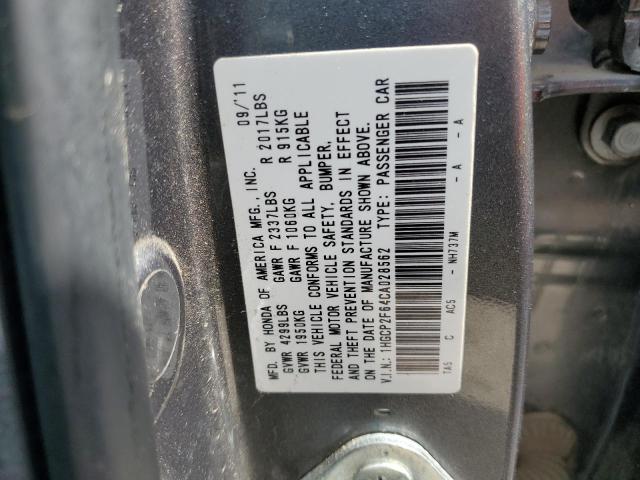 MFD. BY HONDA OF AMERICA MFG., INC. 09/'11
GVWR 4299LBS GAWR F 2337LBS R 2017LBS
GVWR 1950KG GAWR F 1060KG R 915KG
THIS VEHICLE CONFORMS TO ALL APPLICABLE
FEDERAL MOTOR VEHICLE SAFETY, BUMPER,
AND THEFT PREVENTION STANDARDS IN EFFECT
ON THE DATE OF MANUFACTURE SHOWN ABOVE.
V.I.N.: 1HGCP2F64CA028562 TYPE: PASSENGER CAR
TA5 C AC5 - NH737M - A - A